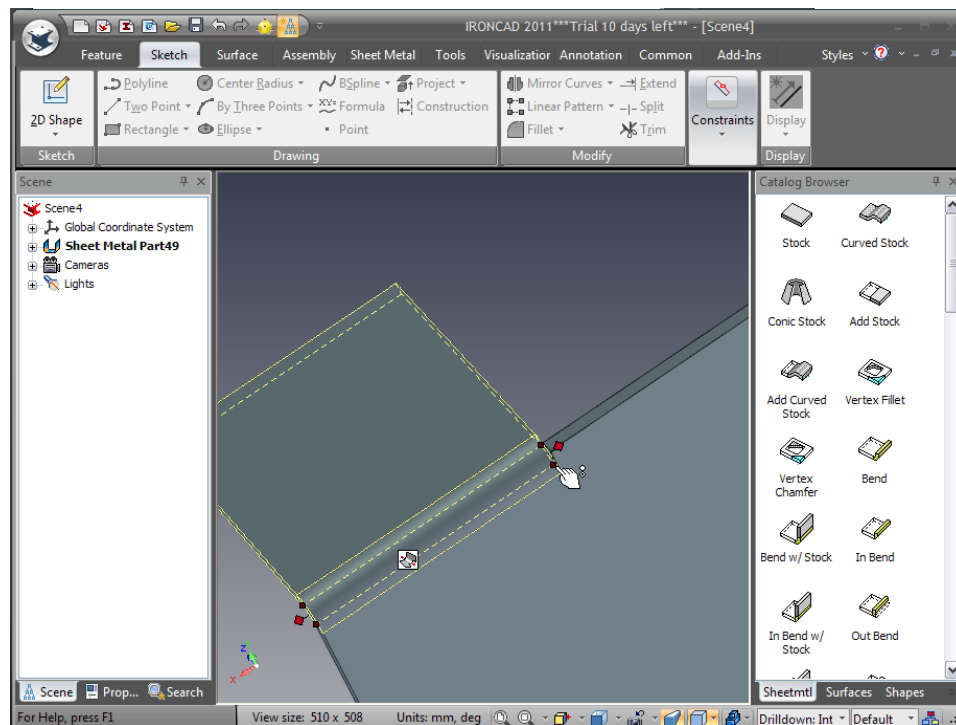 IRONCAD 2011***Trial 10 days left*** - [Scene4]
Feature Sketch Surface Assembly Sheet Metal Tools Visualization Annotation Common Add-Ins Styles
2D Shape
Sketch
Polyline Center Radius BSpline Project
Two Point By Three Points XY= Formula Construction
Rectangle Ellipse Point
Drawing
Mirror Curves Extend
Linear Pattern Split
Fillet Trim
Modify
Constraints
Display
Display
Scene
Scene4
Global Coordinate System
Sheet Metal Part49
Cameras
Lights
Scene Prop... Search
z
x
Catalog Browser
Stock Curved Stock
Conic Stock Add Stock
Add Curved Stock Vertex Fillet
Vertex Chamfer Bend
Bend w/ Stock In Bend
In Bend w/ Stock Out Bend
Sheetmtl Surfaces Shapes
For Help, press F1 View size: 510 x 508 Units: mm, deg Drilldown: Int Default